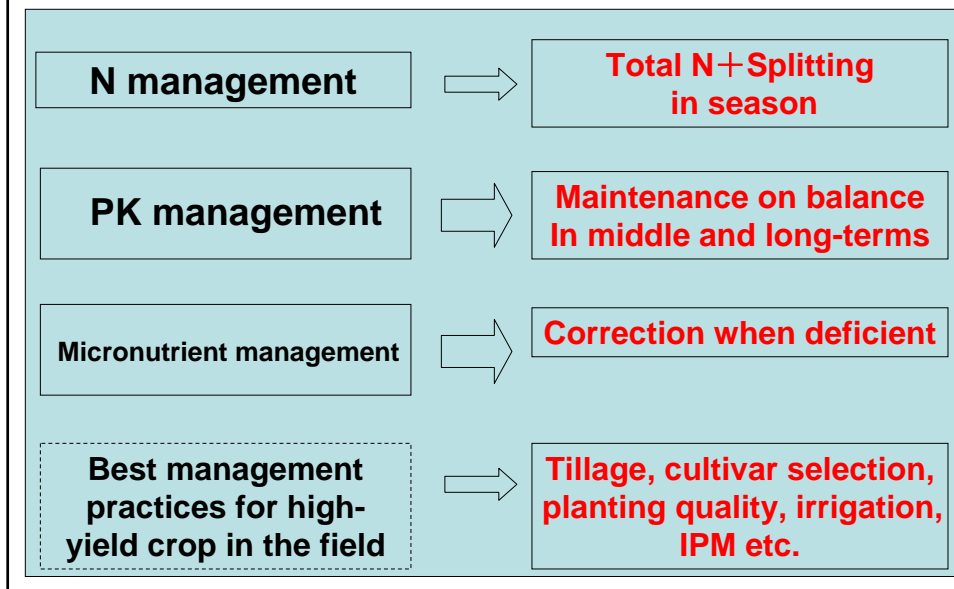 N management
Total N＋Splitting
in season
PK management
Maintenance on balance
In middle and long-terms
Micronutrient management
Correction when deficient
Best management
practices for high-
yield crop in the field
Tillage, cultivar selection,
planting quality, irrigation,
IPM etc.